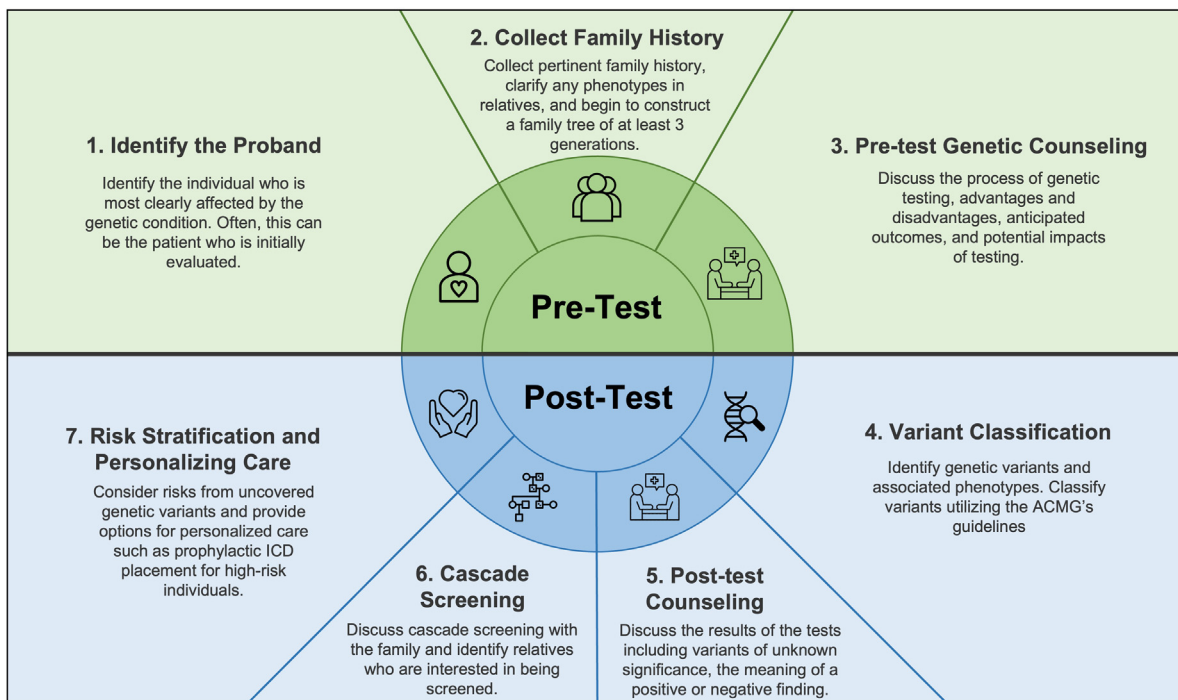 1. Identify the Proband
Identify the individual who is
most clearly affected by the
genetic condition. Often, this can
be the patient who is initially
evaluated.
2. Collect Family History
Collect pertinent family history,
clarify any phenotypes in
relatives, and begin to construct
a family tree of at least 3
generations.
3. Pre-test Genetic Counseling
Discuss the process of genetic
testing, advantages and
disadvantages, anticipated
outcomes, and potential impacts
of testing.
Pre-Test
Post-Test
4. Variant Classification
Identify genetic variants and
associated phenotypes. Classify
variants utilizing the ACMG's
guidelines
5. Post-test
Counseling
Discuss the results of the tests
including variants of unknown
significance, the meaning of a
positive or negative finding.
6. Cascade
Screening
Discuss cascade screening with
the family and identify relatives
who are interested in being
screened.
7. Risk Stratification and
Personalizing Care
Consider risks from uncovered
genetic variants and provide
options for personalized care
such as prophylactic ICD
placement for high-risk
individuals.